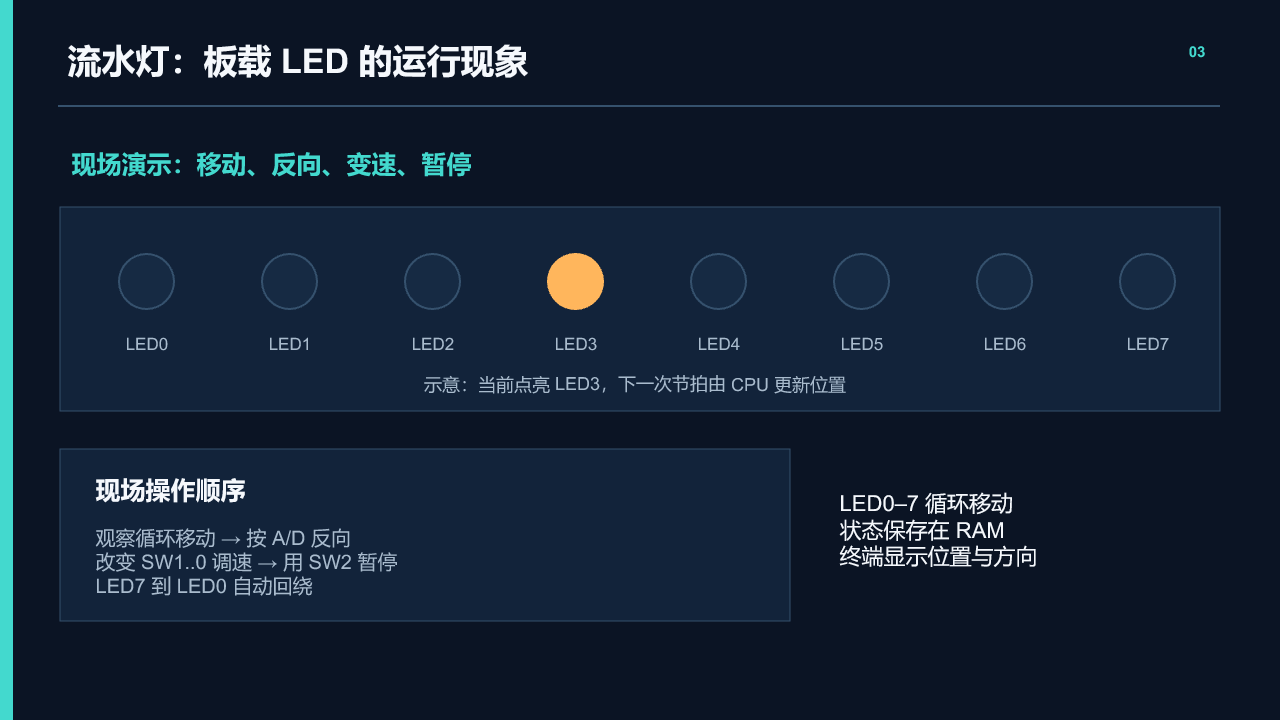 流水灯：板载 LED 的运行现象
03
现场演示：移动、反向、变速、暂停
LED0
LED1
LED2
LED3
LED4
LED5
LED6
LED7
示意：当前点亮 LED3，下一次节拍由 CPU 更新位置
现场操作顺序
观察循环移动 → 按 A/D 反向
改变 SW1..0 调速 → 用 SW2 暂停
LED7 到 LED0 自动回绕
LED0–7 循环移动
状态保存在 RAM
终端显示位置与方向